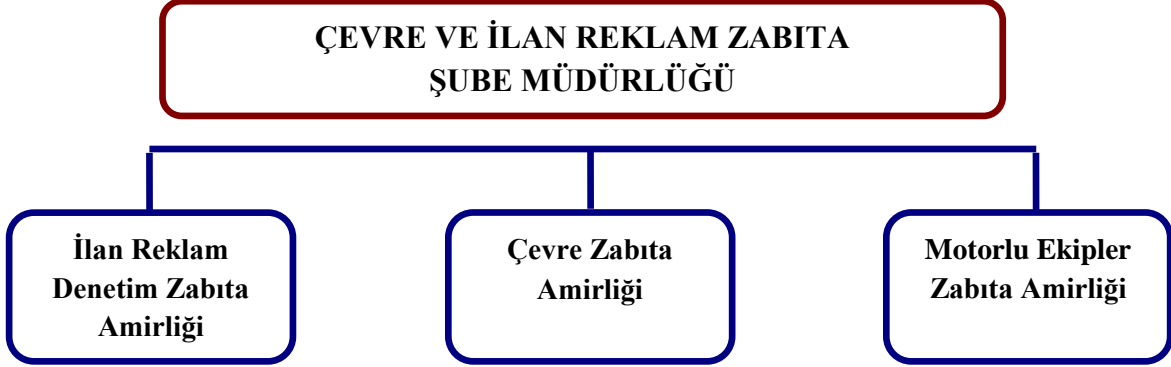 ÇEVRE VE İLAN REKLAM ZABITA
ŞUBE MÜDÜRLÜĞÜ
İlan Reklam
Denetim Zabıta
Amirliği
Çevre Zabıta
Amirliği
Motorlu Ekipler
Zabıta Amirliği